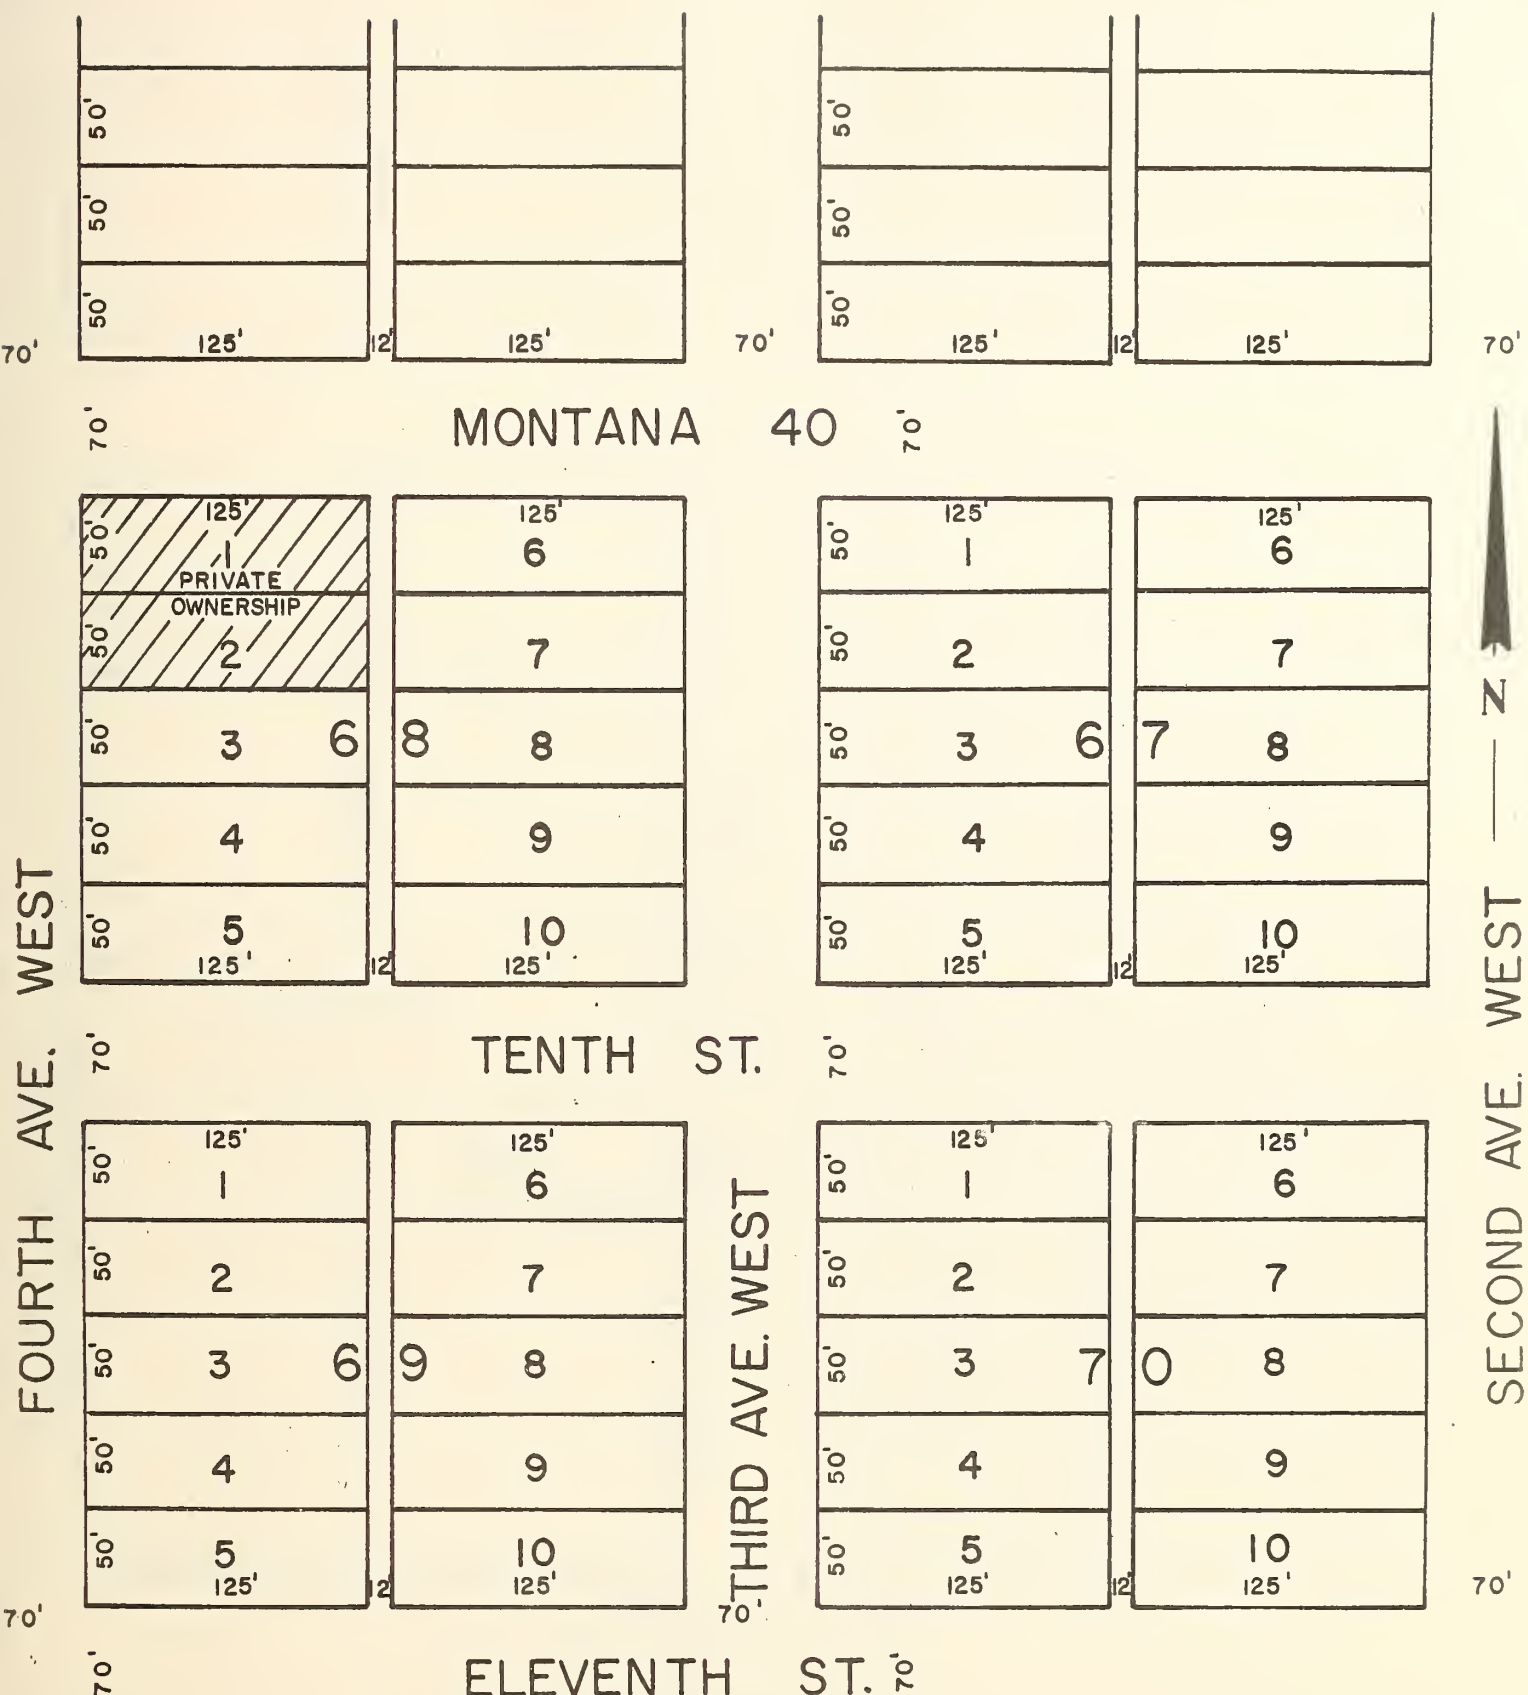 50' 50'
50' 50'
50' 50'
70' 125' 12' 125' 70' 125' 12' 125' 70'
70' MONTANA 40 70'
125' 125' 125' 125'
50' 1 6 50' 1 6
PRIVATE
OWNERSHIP
50' 2 7 50' 2 7
50' 3 6 8 8 50' 3 6 7 8
N
50' 4 9 50' 4 9
50' 5 10 50' 5 10
125' 12' 125' 125' 12' 125'
70' TENTH ST. 70'
FOURTH AVE. WEST
THIRD AVE. WEST
SECOND AVE. WEST
125' 125' 125' 125'
50' 1 6 50' 1 6
50' 2 7 50' 2 7
50' 3 6 9 8 50' 3 7 0 8
50' 4 9 50' 4 9
50' 5 10 50' 5 10
125' 12' 125' 125' 12' 125' 70'
70' 70'
70' ELEVENTH ST. 70'